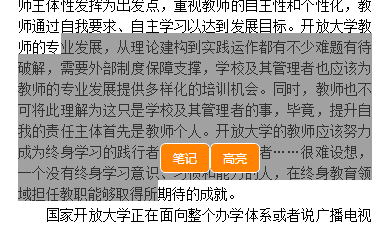 师主体性发挥为出发点，重视教师的自主性和个性化，教
师通过自我要求、自主学习以达到发展目标。开放大学教
师的专业发展，从理论建构到实践运作都有不少难题有待
破解，需要外部制度保障支撑，学校及其管理者也应该为
教师的专业发展提供多样化的培训机会。同时，教师也不
可将此理解为这只是学校及其管理者的事，毕竟，提升自
我的责任主体首先是教师个人。开放大学的教师应该努力
成为终身学习的践行者
者……很难设想，
笔记
高亮
一个没有终身学习意识、习惯和能力的人，在终身教育领
域担任教职能够取得所期待的成就。
国家开放大学正在面向整个办学体系或者说广播电视